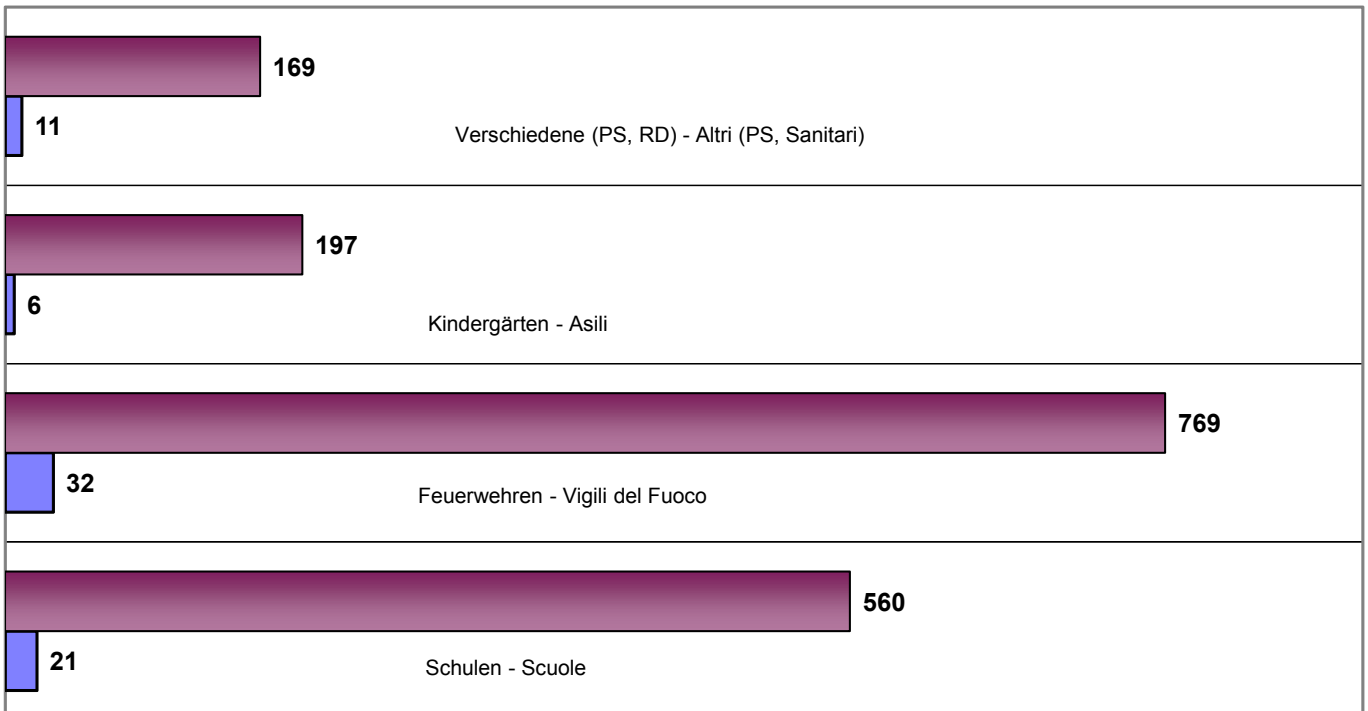 169
11
Verschiedene (PS, RD) - Altri (PS, Sanitari)
197
6
Kindergärten - Asili
769
32
Feuerwehren - Vigili del Fuoco
560
21
Schulen - Scuole